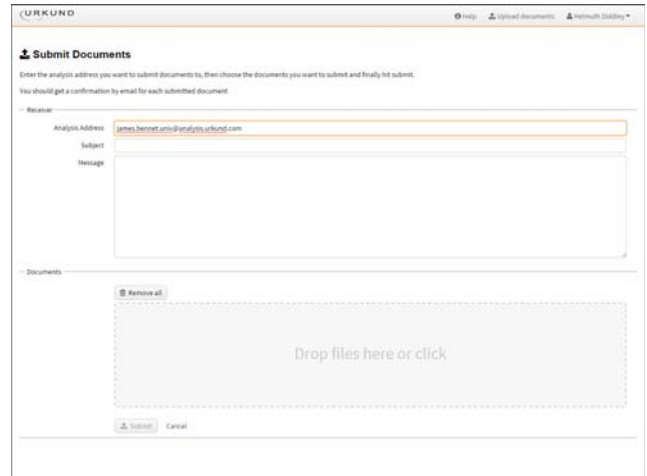 URKUND
Help Upload documents Helmuth Diddley
Submit Documents
Enter the analysis address you want to submit documents to, then choose the documents you want to submit and finally hit submit.
You should get a confirmation by email for each submitted document
Receiver
Analysis Address james.bennet.univ@analysis.urkund.com
Subject
Message
Documents
Remove all
Drop files here or click
Submit Cancel